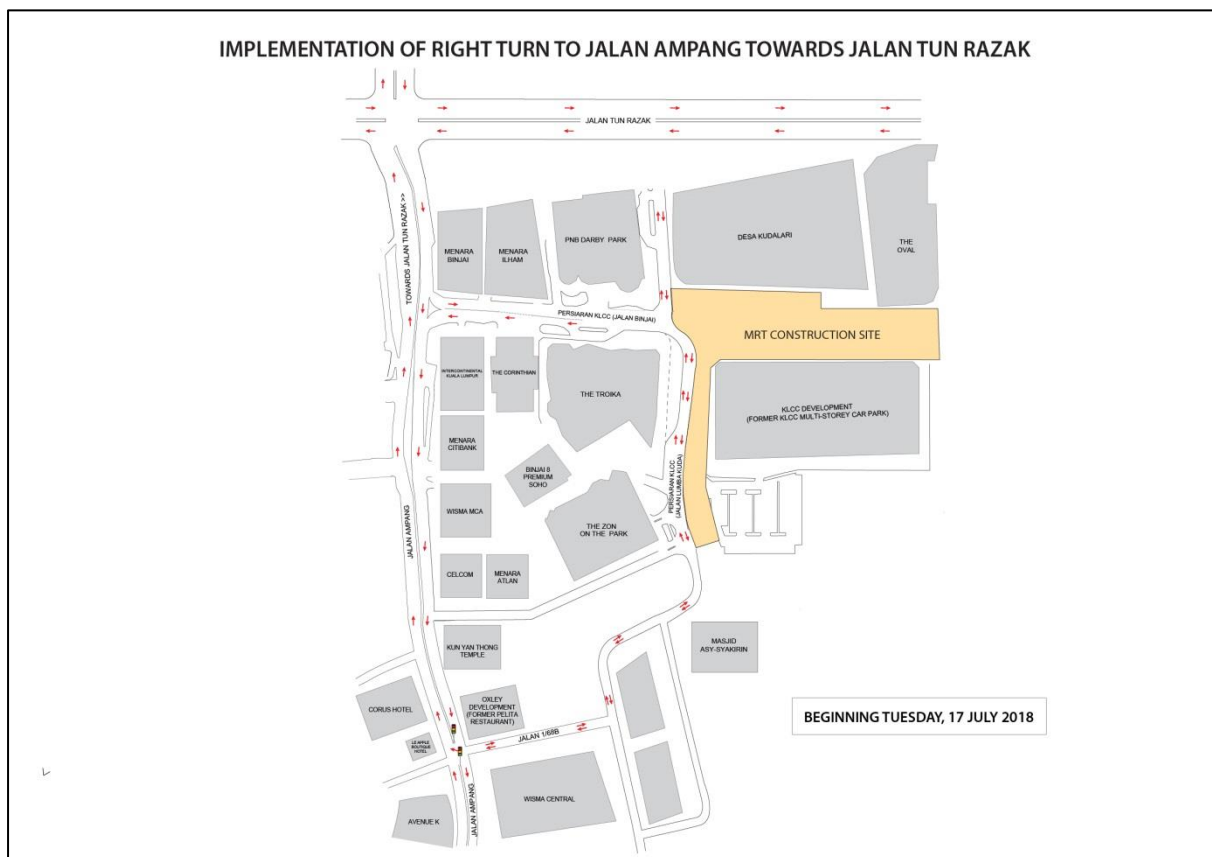 IMPLEMENTATION OF RIGHT TURN TO JALAN AMPANG TOWARDS JALAN TUN RAZAK
JALAN TUN RAZAK
TOWARDS JALAN TUN RAZAK >>
MENARA
BINJAI
MENARA
ILHAM
PNB DARBY PARK
DESA KUDALARI
THE
OVAL
PERSIARAN KLCC (JALAN BINJAI)
MRT CONSTRUCTION SITE
INTERCONTINENTAL
KUALA LUMPUR
THE CORINTHIAN
THE TROIKA
KLCC DEVELOPMENT
(FORMER KLCC MULTI-STOREY CAR PARK)
MENARA
CITIBANK
BINJAI 8
PREMIUM
SOHO
PERSIARAN KLCC
(JALAN LUMBA KUDA)
WISMA MCA
THE ZON
ON THE PARK
JALAN AMPANG
CELCOM
MENARA
ATLAN
KUN YAN THONG
TEMPLE
MASJID
ASY-SYAKIRIN
CORUS HOTEL
OXLEY
DEVELOPMENT
(FORMER PELITA
RESTAURANT)
BEGINNING TUESDAY, 17 JULY 2018
LE APPLE
BOUTIQUE
HOTEL
JALAN 1/68B
JALAN AMPANG
WISMA CENTRAL
AVENUE K